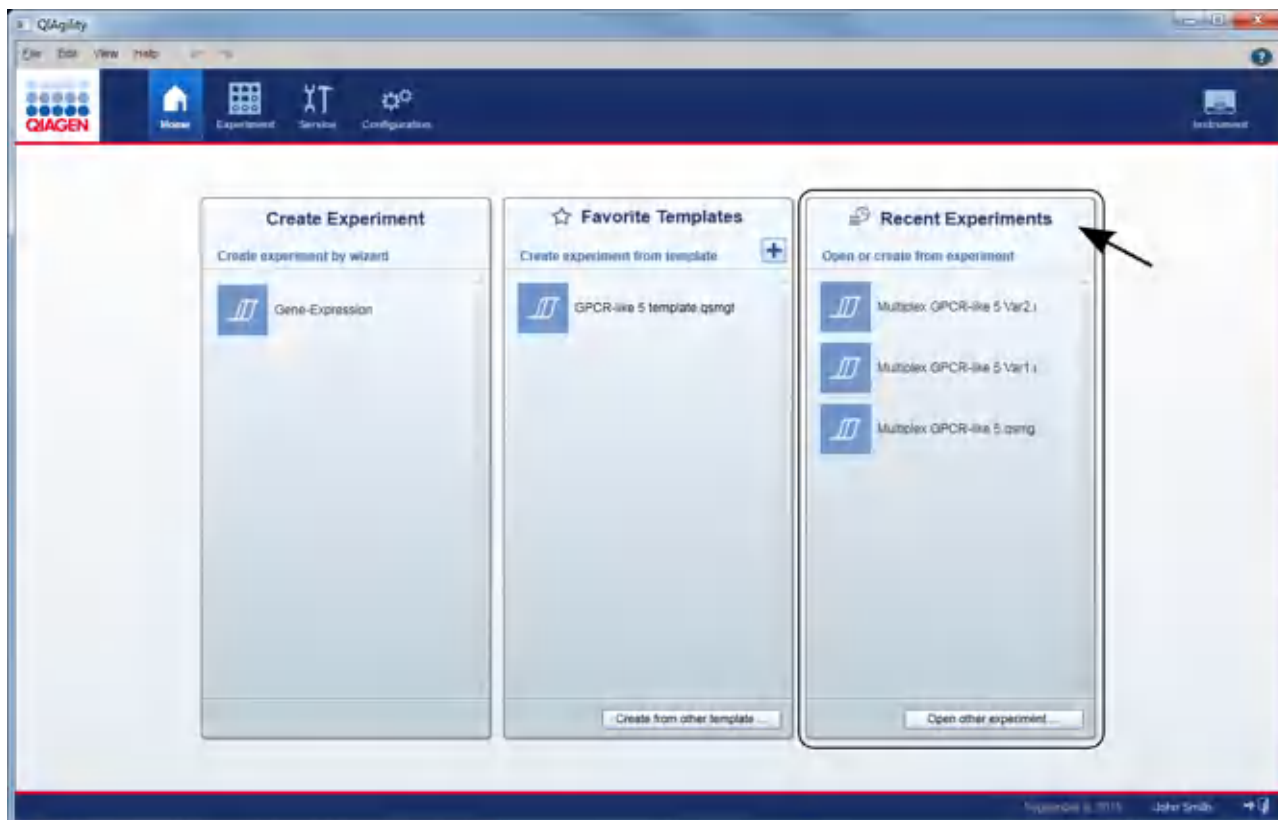 QIAgility
File Edit View Help
QIAGEN
Home Experiment Service Configuration Instrument
Create Experiment
Create experiment by wizard
Gene-Expression
Favorite Templates
Create experiment from template
GPCR-like 5 template.qsmgt
Create from other template ...
Recent Experiments
Open or create from experiment
Multiplex GPCR-like 5 Var2.
Multiplex GPCR-like 5 Var1.
Multiplex GPCR-like 5.qsmg
Open other experiment ...
John Smith